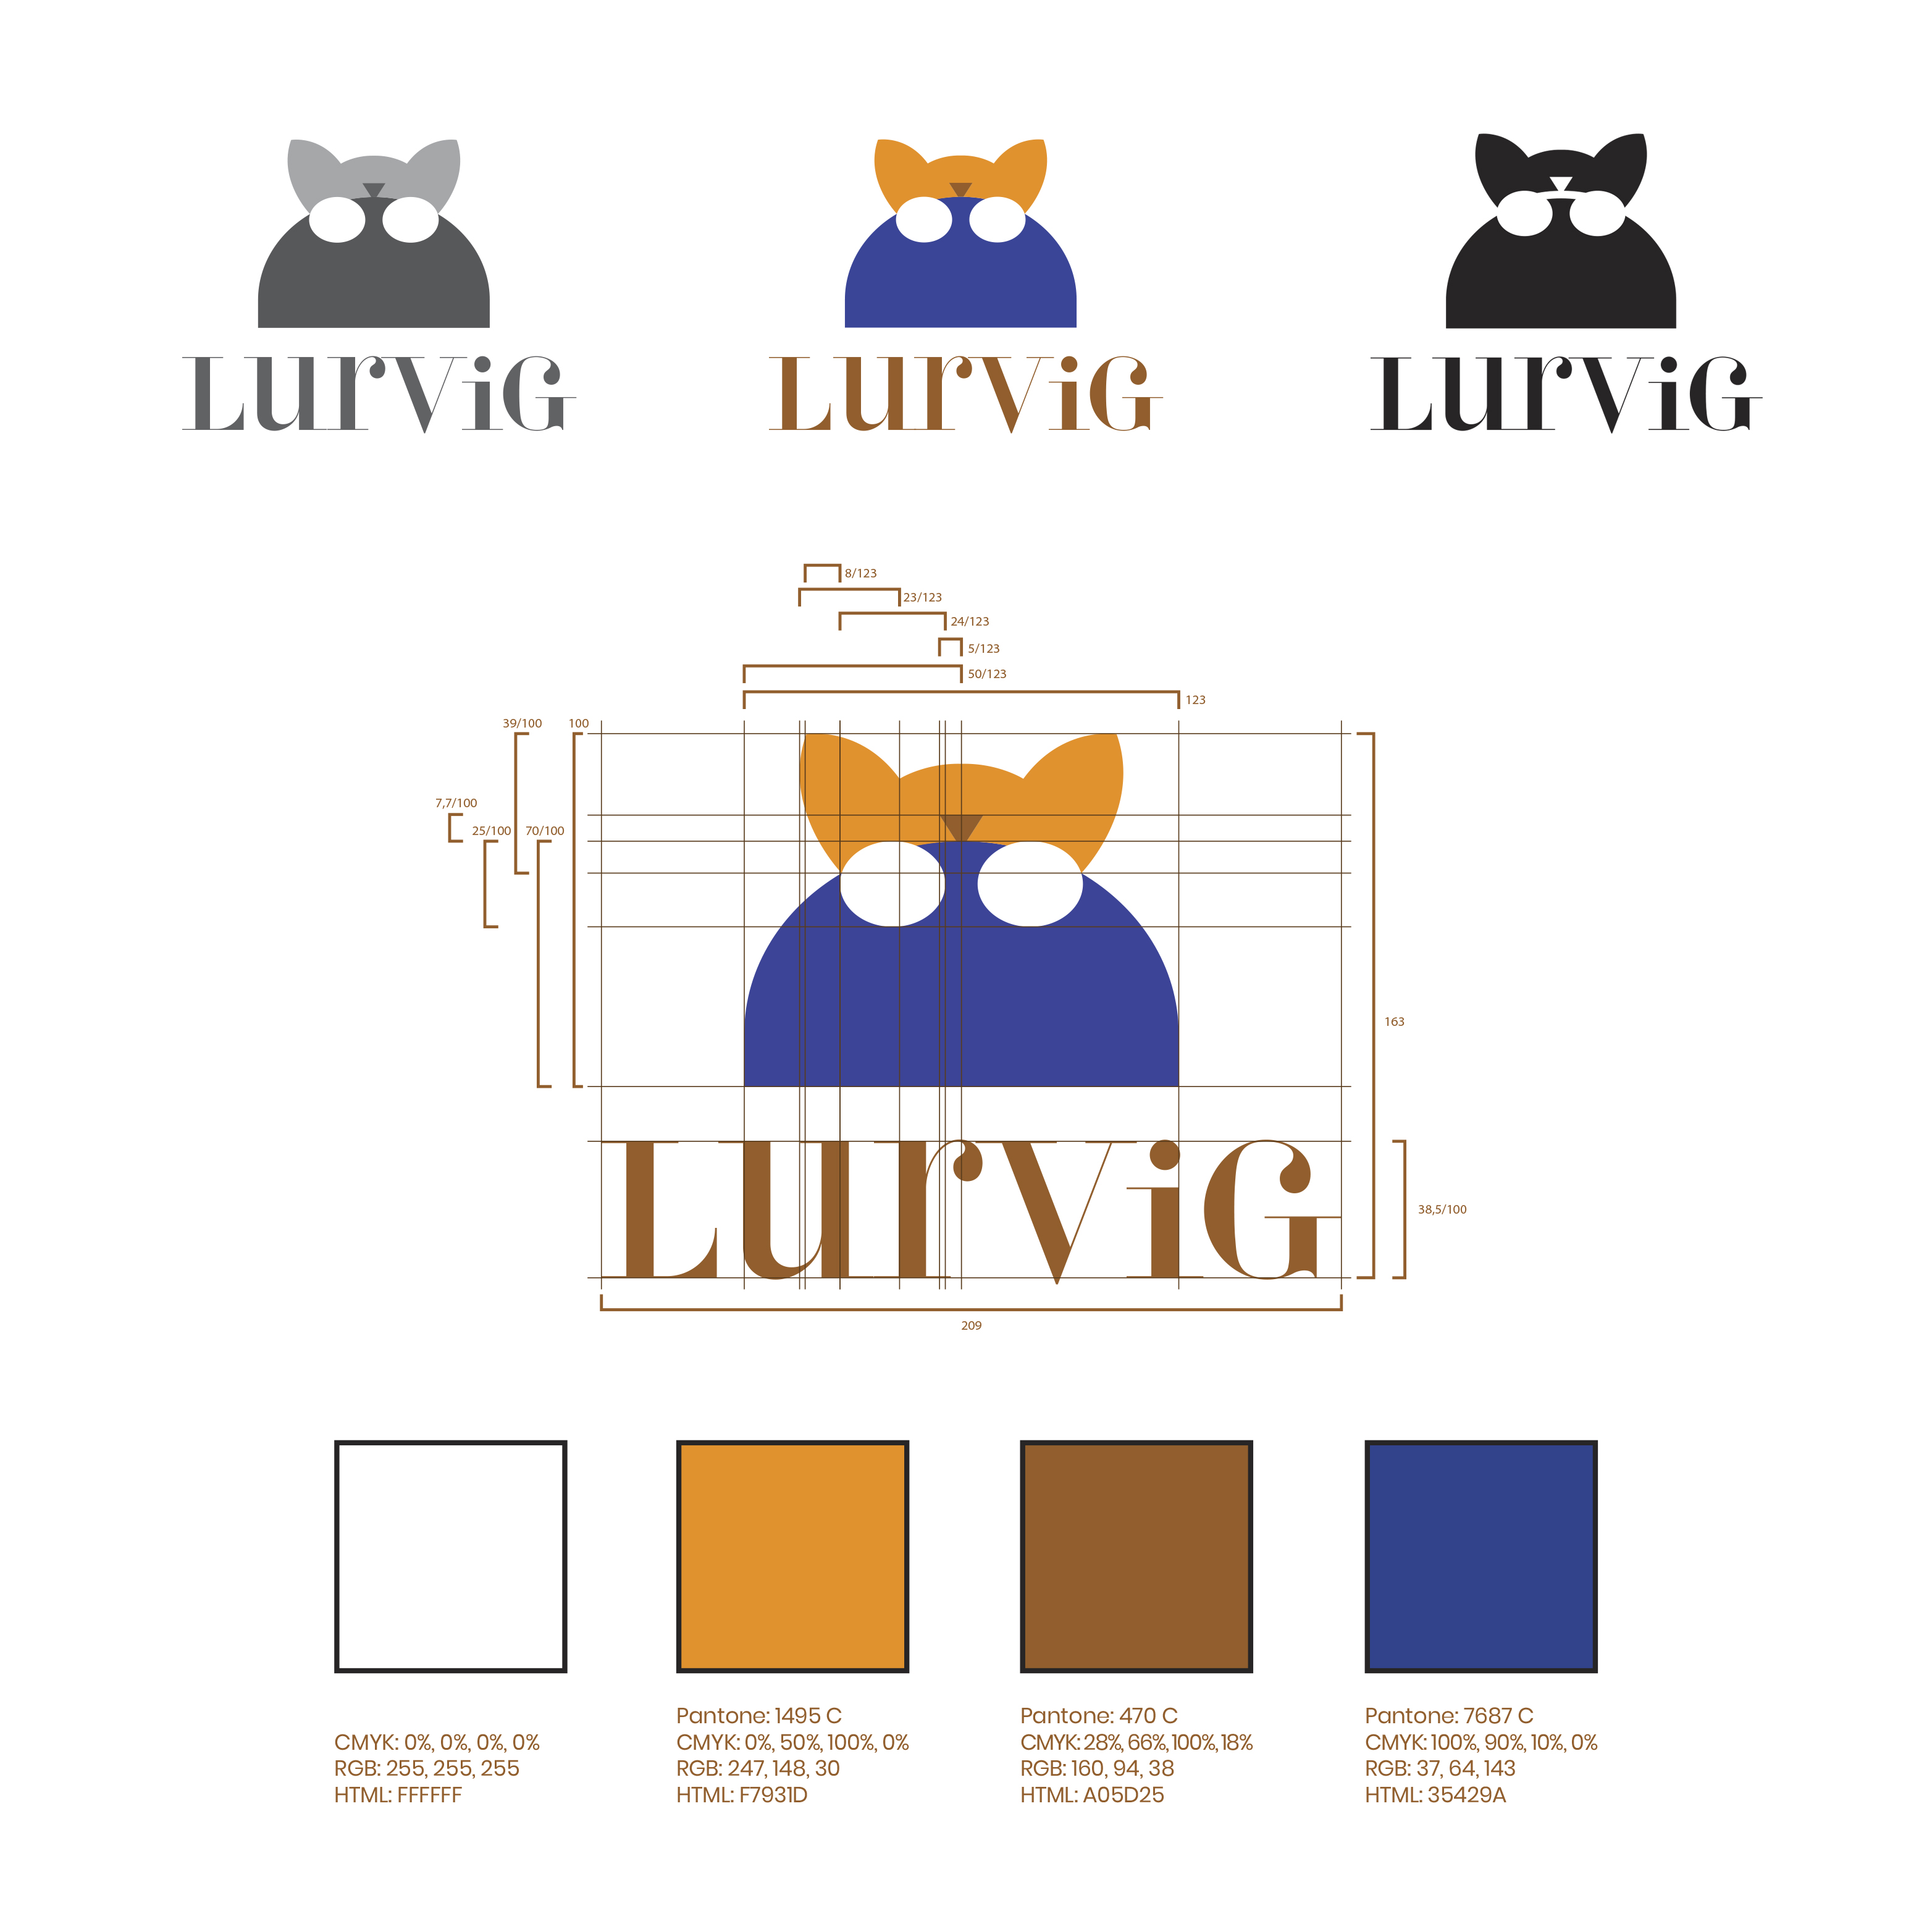 LurviG
LurviG
LurviG
8/123
23/123
24/123
5/123
50/123
123
39/100
100
7,7/100
25/100
70/100
163
LurviG
38,5/100
209
CMYK: 0%, 0%, 0%, 0%
RGB: 255, 255, 255
HTML: FFFFFF
Pantone: 1495 C
CMYK: 0%, 50%, 100%, 0%
RGB: 247, 148, 30
HTML: F7931D
Pantone: 470 C
CMYK: 28%, 66%, 100%, 18%
RGB: 160, 94, 38
HTML: A05D25
Pantone: 7687 C
CMYK: 100%, 90%, 10%, 0%
RGB: 37, 64, 143
HTML: 35429A